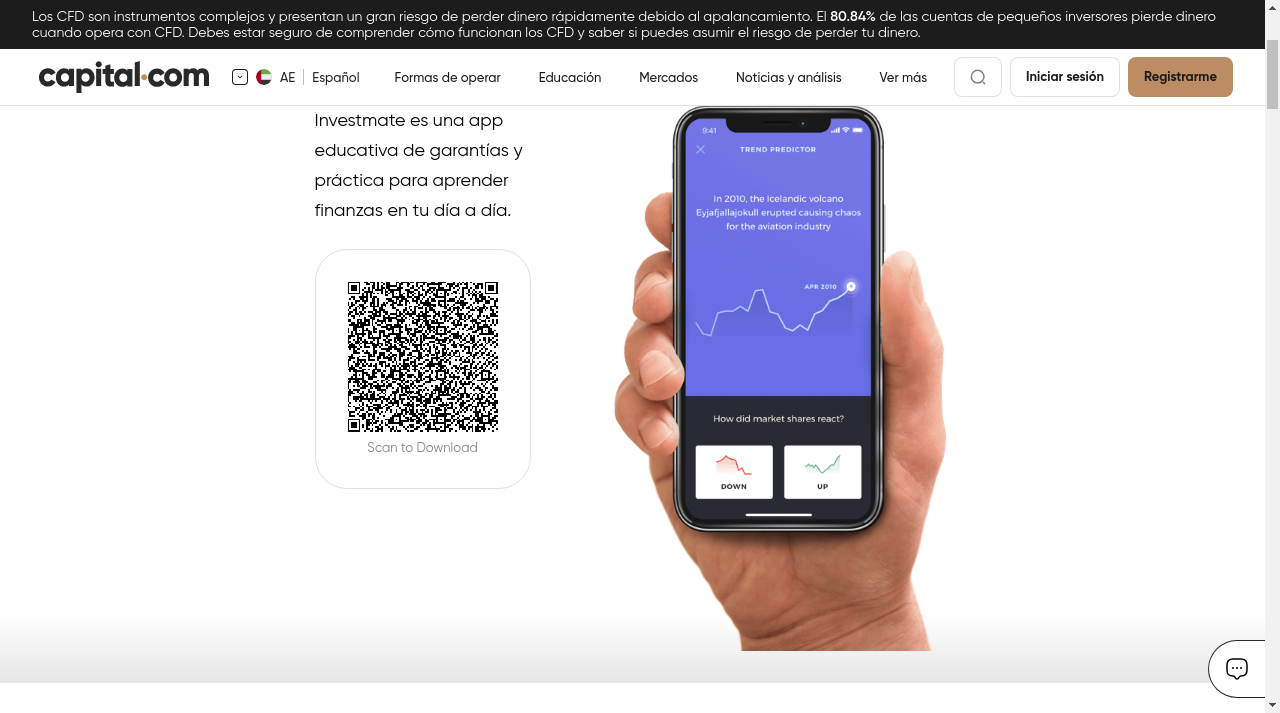 Los CFD son instrumentos complejos y presentan un gran riesgo de perder dinero rápidamente debido al apalancamiento. El 80.84% de las cuentas de pequeños inversores pierde dinero
cuando opera con CFD. Debes estar seguro de comprender cómo funcionan los CFD y saber si puedes asumir el riesgo de perder tu dinero.
capital.com
AE Español
Formas de operar
Educación
Mercados
Noticias y análisis
Ver más
Iniciar sesión
Registrarme
Investmate es una app
educativa de garantías y
práctica para aprender
finanzas en tu día a día.
Scan to Download
9:41
TREND PREDICTOR
In 2010, the Icelandic volcano
Eyjafjallajokull erupted causing chaos
for the aviation industry
APR 2010
How did market shares react?
DOWN
UP